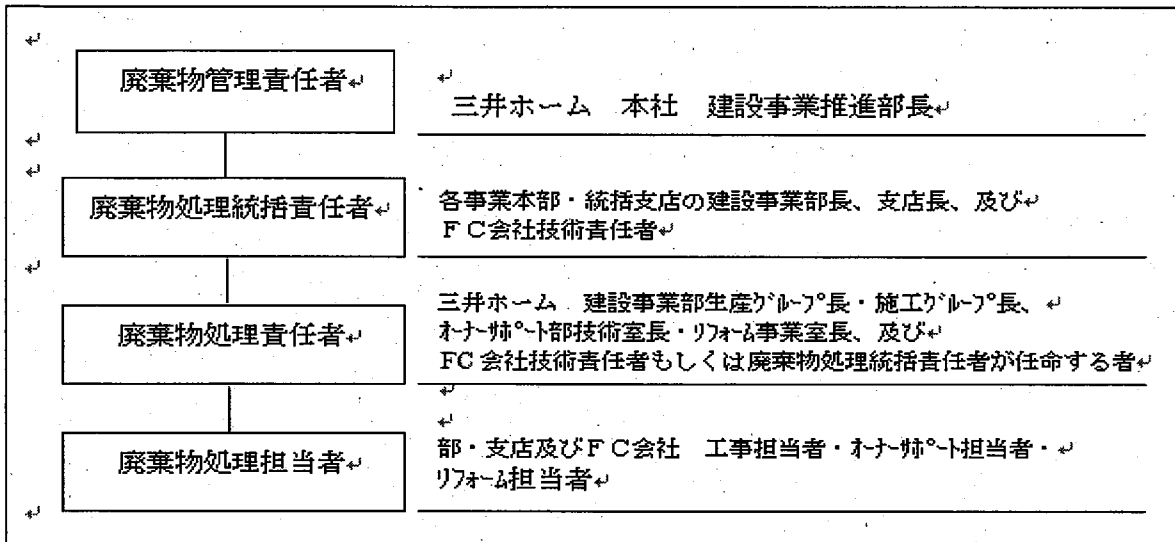 廃棄物管理責任者
三井ホーム 本社 建設事業推進部長
廃棄物処理統括責任者
各事業本部・統括支店の建設事業部長、支店長、及び
FC会社技術責任者
廃棄物処理責任者
三井ホーム 建設事業部生産ｸﾞﾙｰﾌﾟ長・施工ｸﾞﾙｰﾌﾟ長、
ｵｰﾅｰｻﾎﾟｰﾄ部技術室長・ﾘﾌｫｰﾑ事業室長、及び
FC会社技術責任者もしくは廃棄物処理統括責任者が任命する者
廃棄物処理担当者
部・支店及びFC会社 工事担当者・ｵｰﾅｰｻﾎﾟｰﾄ担当者・
ﾘﾌｫｰﾑ担当者